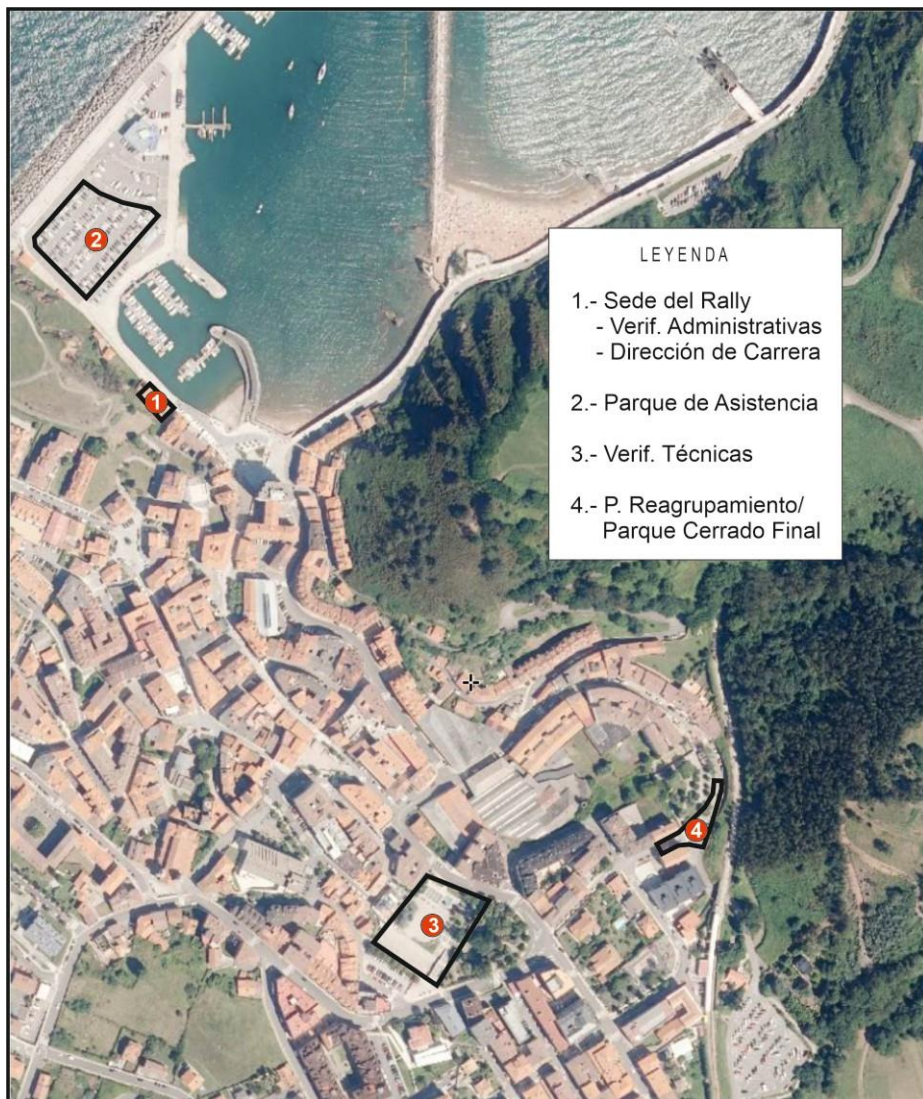 LEYENDA
1.- Sede del Rally
- Verif. Administrativas
- Dirección de Carrera
2.- Parque de Asistencia
3.- Verif. Técnicas
4.- P. Reagrupamiento/
Parque Cerrado Final
2
1
4
3